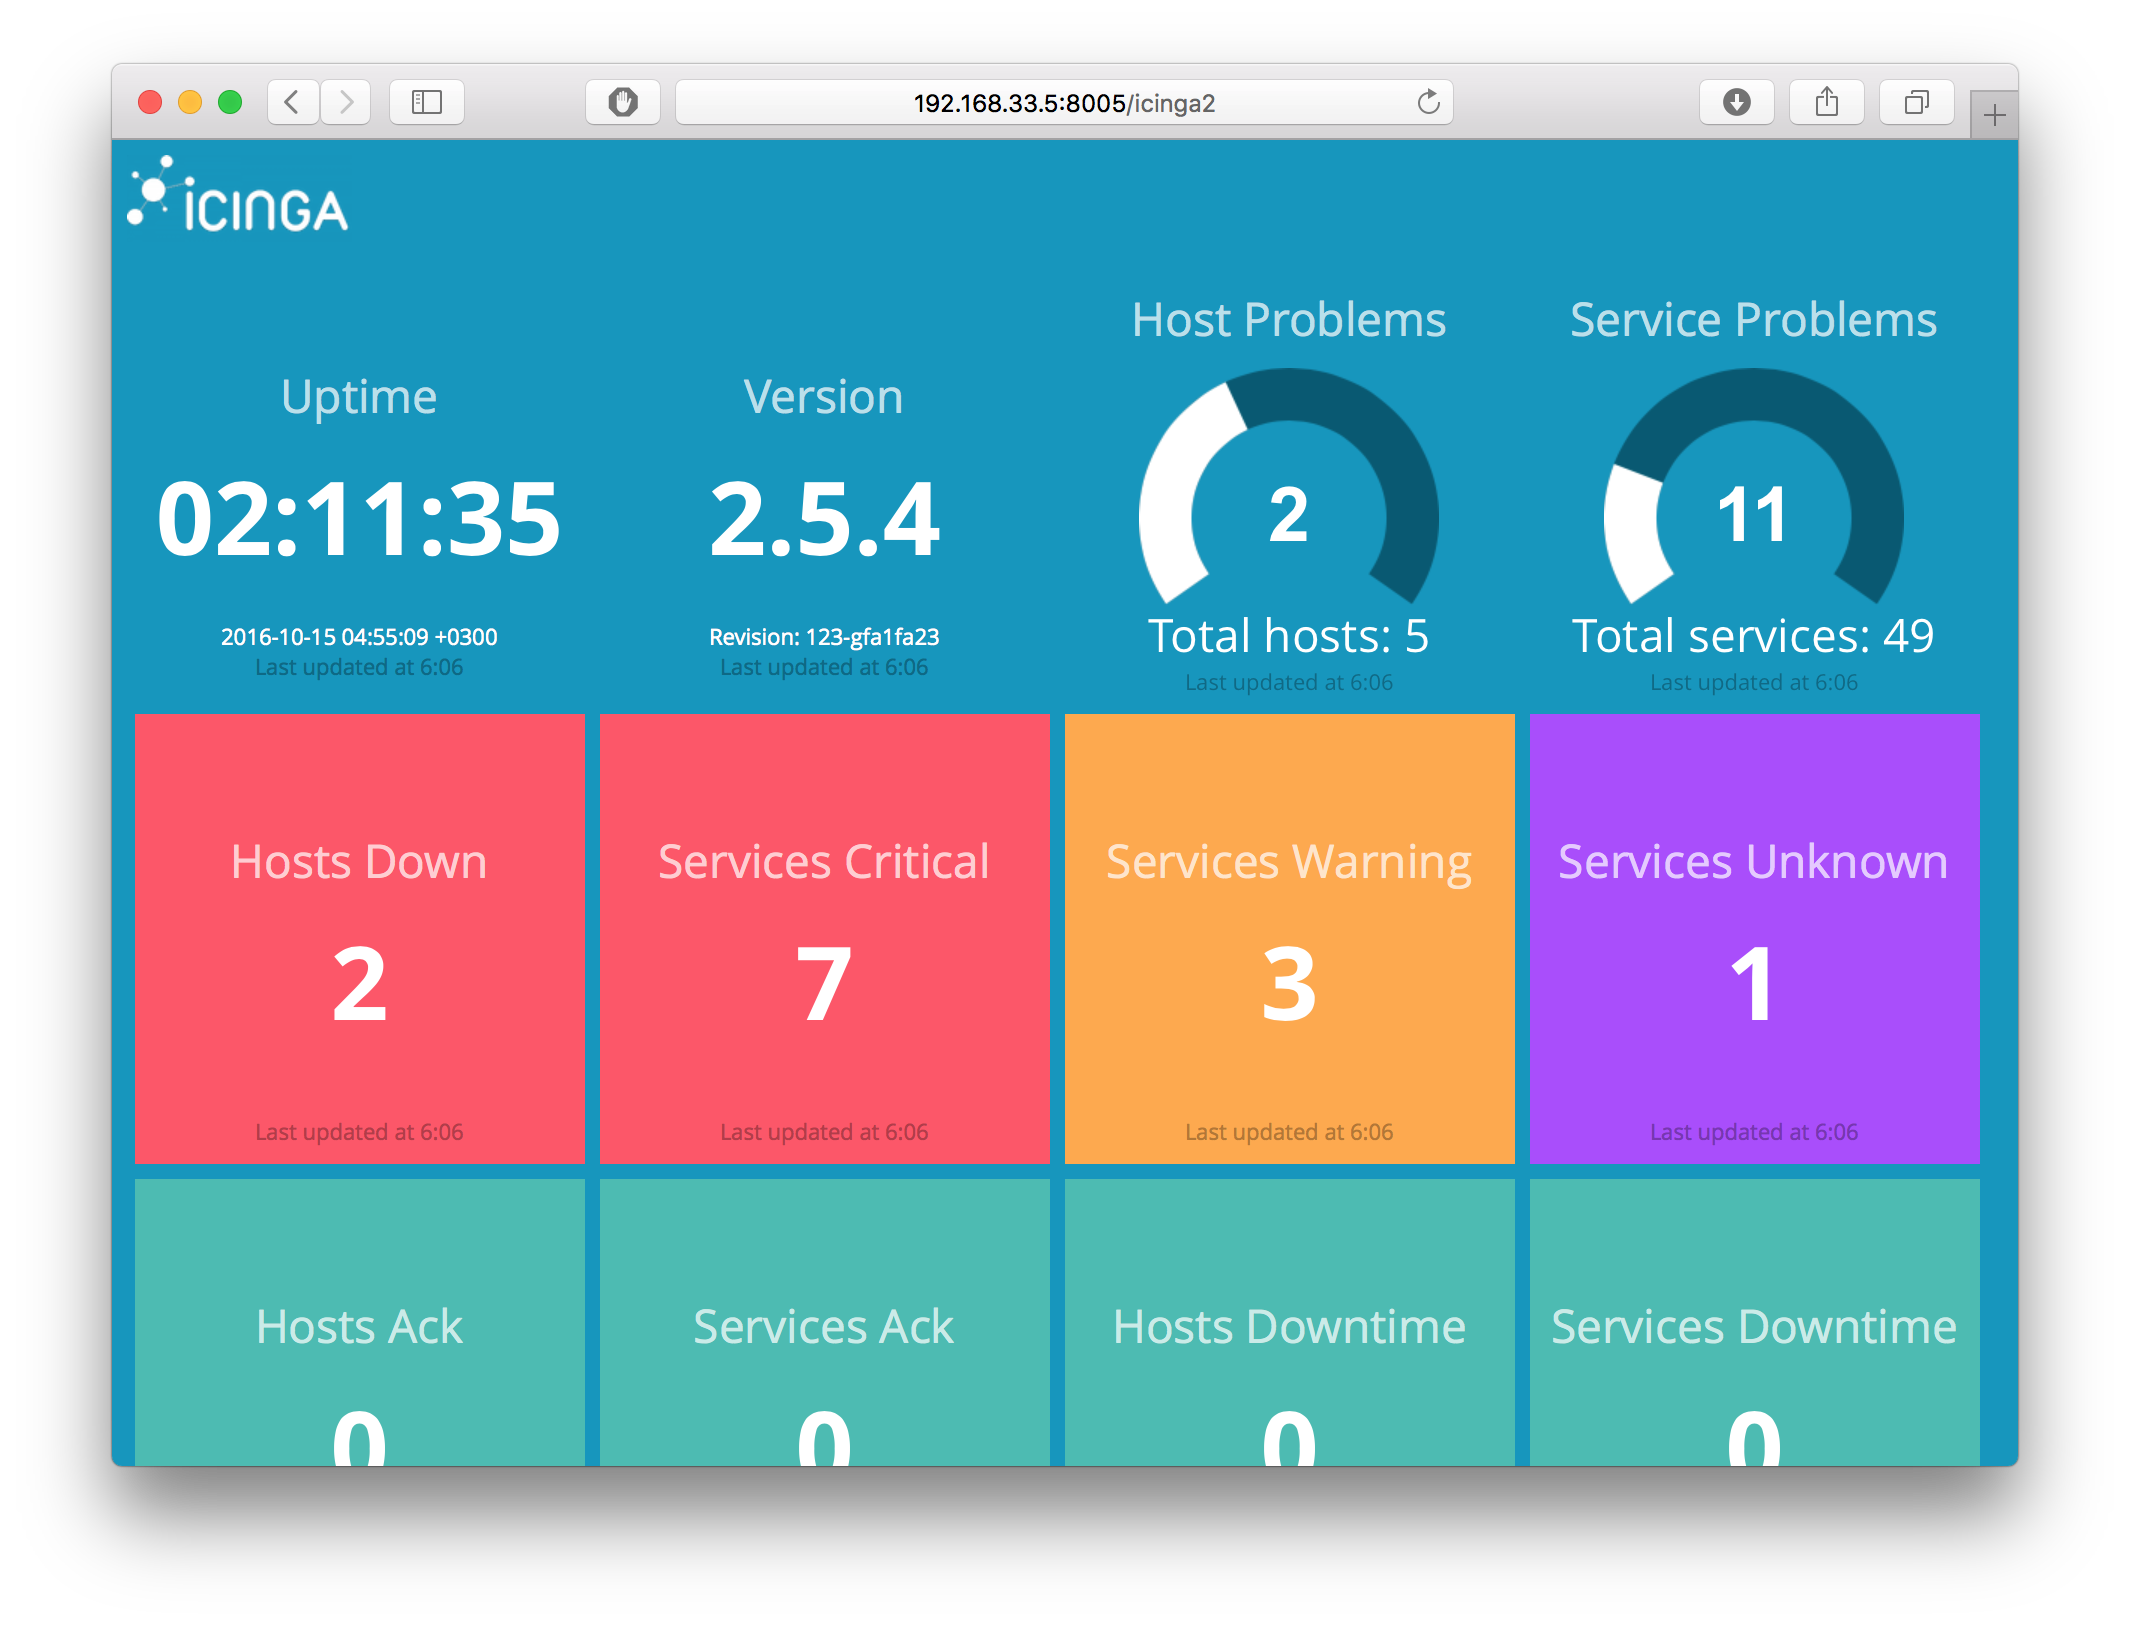 192.168.33.5:8005/icinga2
iCINGA
Host Problems
Service Problems
Uptime
Version
02:11:35
2.5.4
2
11
2016-10-15 04:55:09 +0300
Revision: 123-gfa1fa23
Total hosts: 5
Total services: 49
Last updated at 6:06
Last updated at 6:06
Last updated at 6:06
Last updated at 6:06
Hosts Down
Services Critical
Services Warning
Services Unknown
2
7
3
1
Last updated at 6:06
Last updated at 6:06
Last updated at 6:06
Last updated at 6:06
Hosts Ack
Services Ack
Hosts Downtime
Services Downtime
0
0
0
0